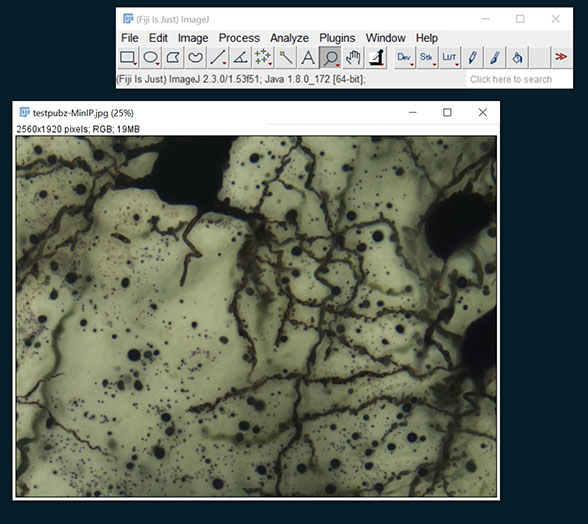 (Fiji Is Just) ImageJ
File Edit Image Process Analyze Plugins Window Help
A Dev Stk LUT >>
(Fiji Is Just) ImageJ 2.3.0/1.53f51; Java 1.8.0_172 [64-bit]; Click here to search
testpubz-MinIP.jpg (25%)
2560x1920 pixels; RGB; 19MB